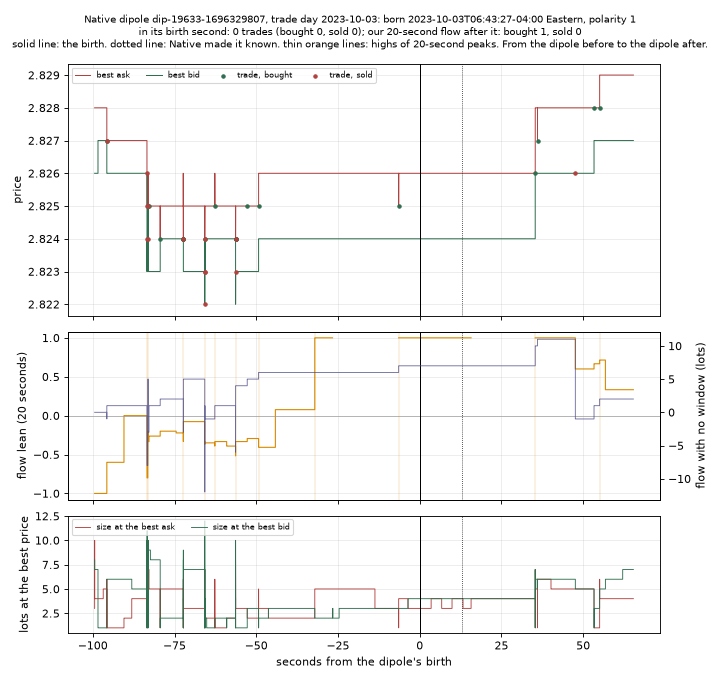 Native dipole dip-19633-1696329807, trade day 2023-10-03: born 2023-10-03T06:43:27-04:00 Eastern, polarity 1
in its birth second: 0 trades (bought 0, sold 0); our 20-second flow after it: bought 1, sold 0
solid line: the birth. dotted line: Native made it known. thin orange lines: highs of 20-second peaks. From the dipole before to the dipole after.
best ask best bid trade, bought trade, sold
2.829
2.828
2.827
2.826
2.825
2.824
2.823
2.822
price
1.0
0.5
0.0
−0.5
−1.0
flow lean (20 seconds)
10
5
0
−5
−10
flow with no window (lots)
size at the best ask size at the best bid
12.5
10.0
7.5
5.0
2.5
lots at the best price
−100 −75 −50 −25 0 25 50
seconds from the dipole's birth